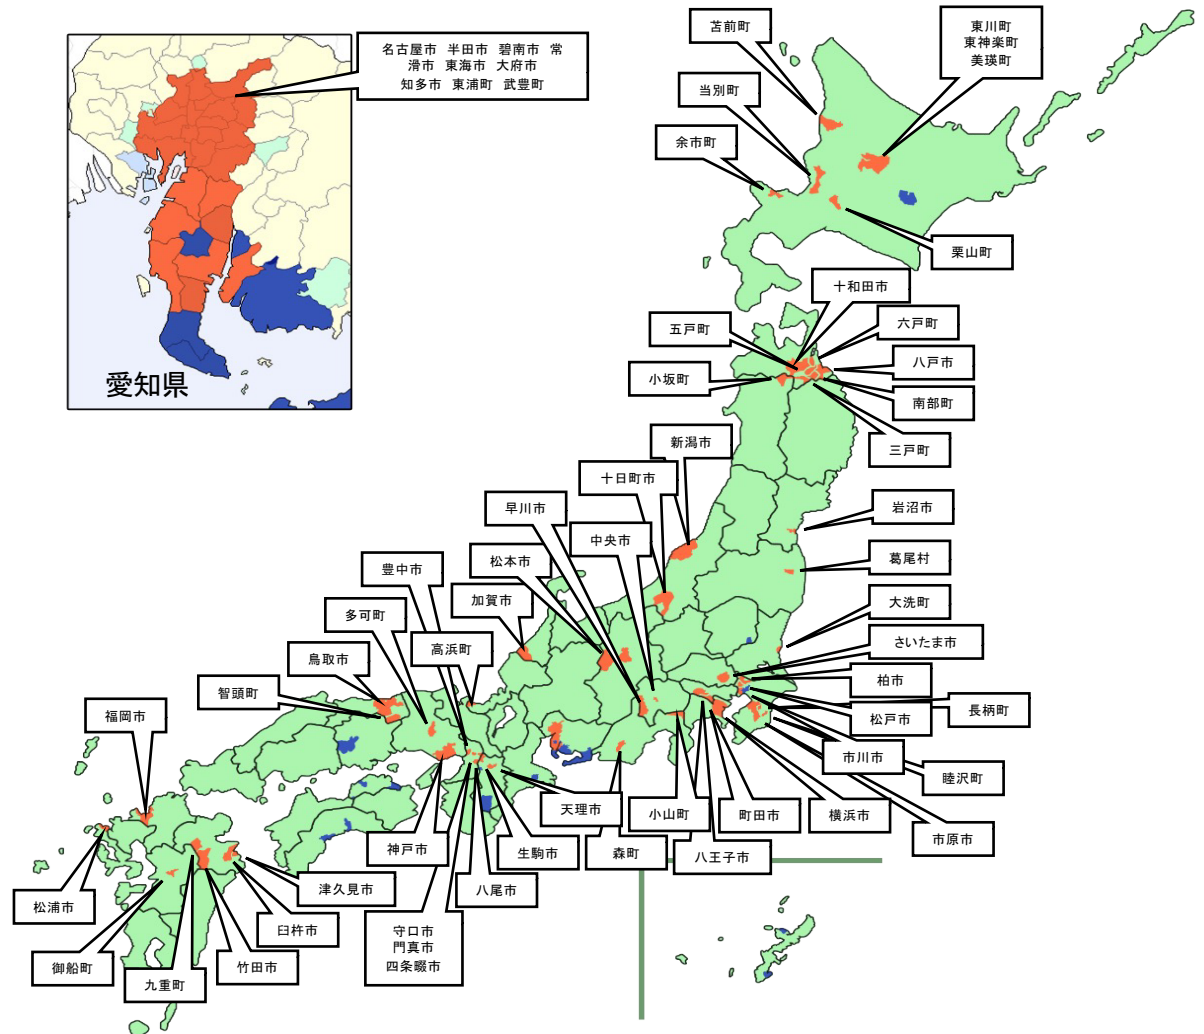 名古屋市 半田市 碧南市 常
滑市 東海市 大府市
知多市 東浦町 武豊町
愛知県
苫前町
東川町
東神楽町
美瑛町
当別町
余市町
栗山町
十和田市
五戸町
六戸町
小坂町
八戸市
南部町
三戸町
新潟市
十日町市
早川市
中央市
岩沼市
豊中市
松本市
葛尾村
多可町
加賀市
大洗町
高浜町
さいたま市
鳥取市
柏市
智頭町
長柄町
福岡市
松戸市
市川市
睦沢町
天理市
小山町
町田市
横浜市
市原市
神戸市
生駒市
森町
八王子市
津久見市
八尾市
松浦市
臼杵市
守口市
門真市
四条畷市
御船町
竹田市
九重町